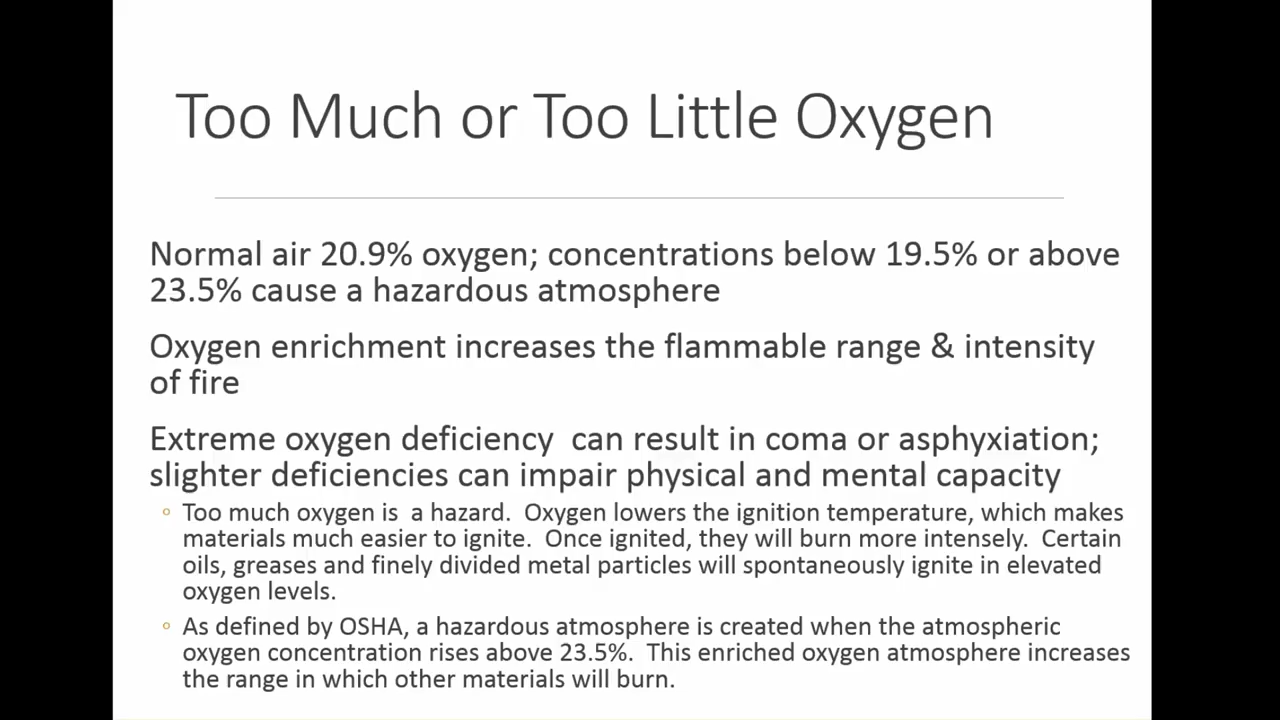 Too Much or Too Little Oxygen
Normal air 20.9% oxygen; concentrations below 19.5% or above
23.5% cause a hazardous atmosphere
Oxygen enrichment increases the flammable range & intensity
of fire
Extreme oxygen deficiency  can result in coma or asphyxiation;
slighter deficiencies can impair physical and mental capacity
◦ Too much oxygen is  a hazard.  Oxygen lowers the ignition temperature, which makes
materials much easier to ignite.  Once ignited, they will burn more intensely.  Certain
oils, greases and finely divided metal particles will spontaneously ignite in elevated
oxygen levels.
◦ As defined by OSHA, a hazardous atmosphere is created when the atmospheric
oxygen concentration rises above 23.5%.  This enriched oxygen atmosphere increases
the range in which other materials will burn.